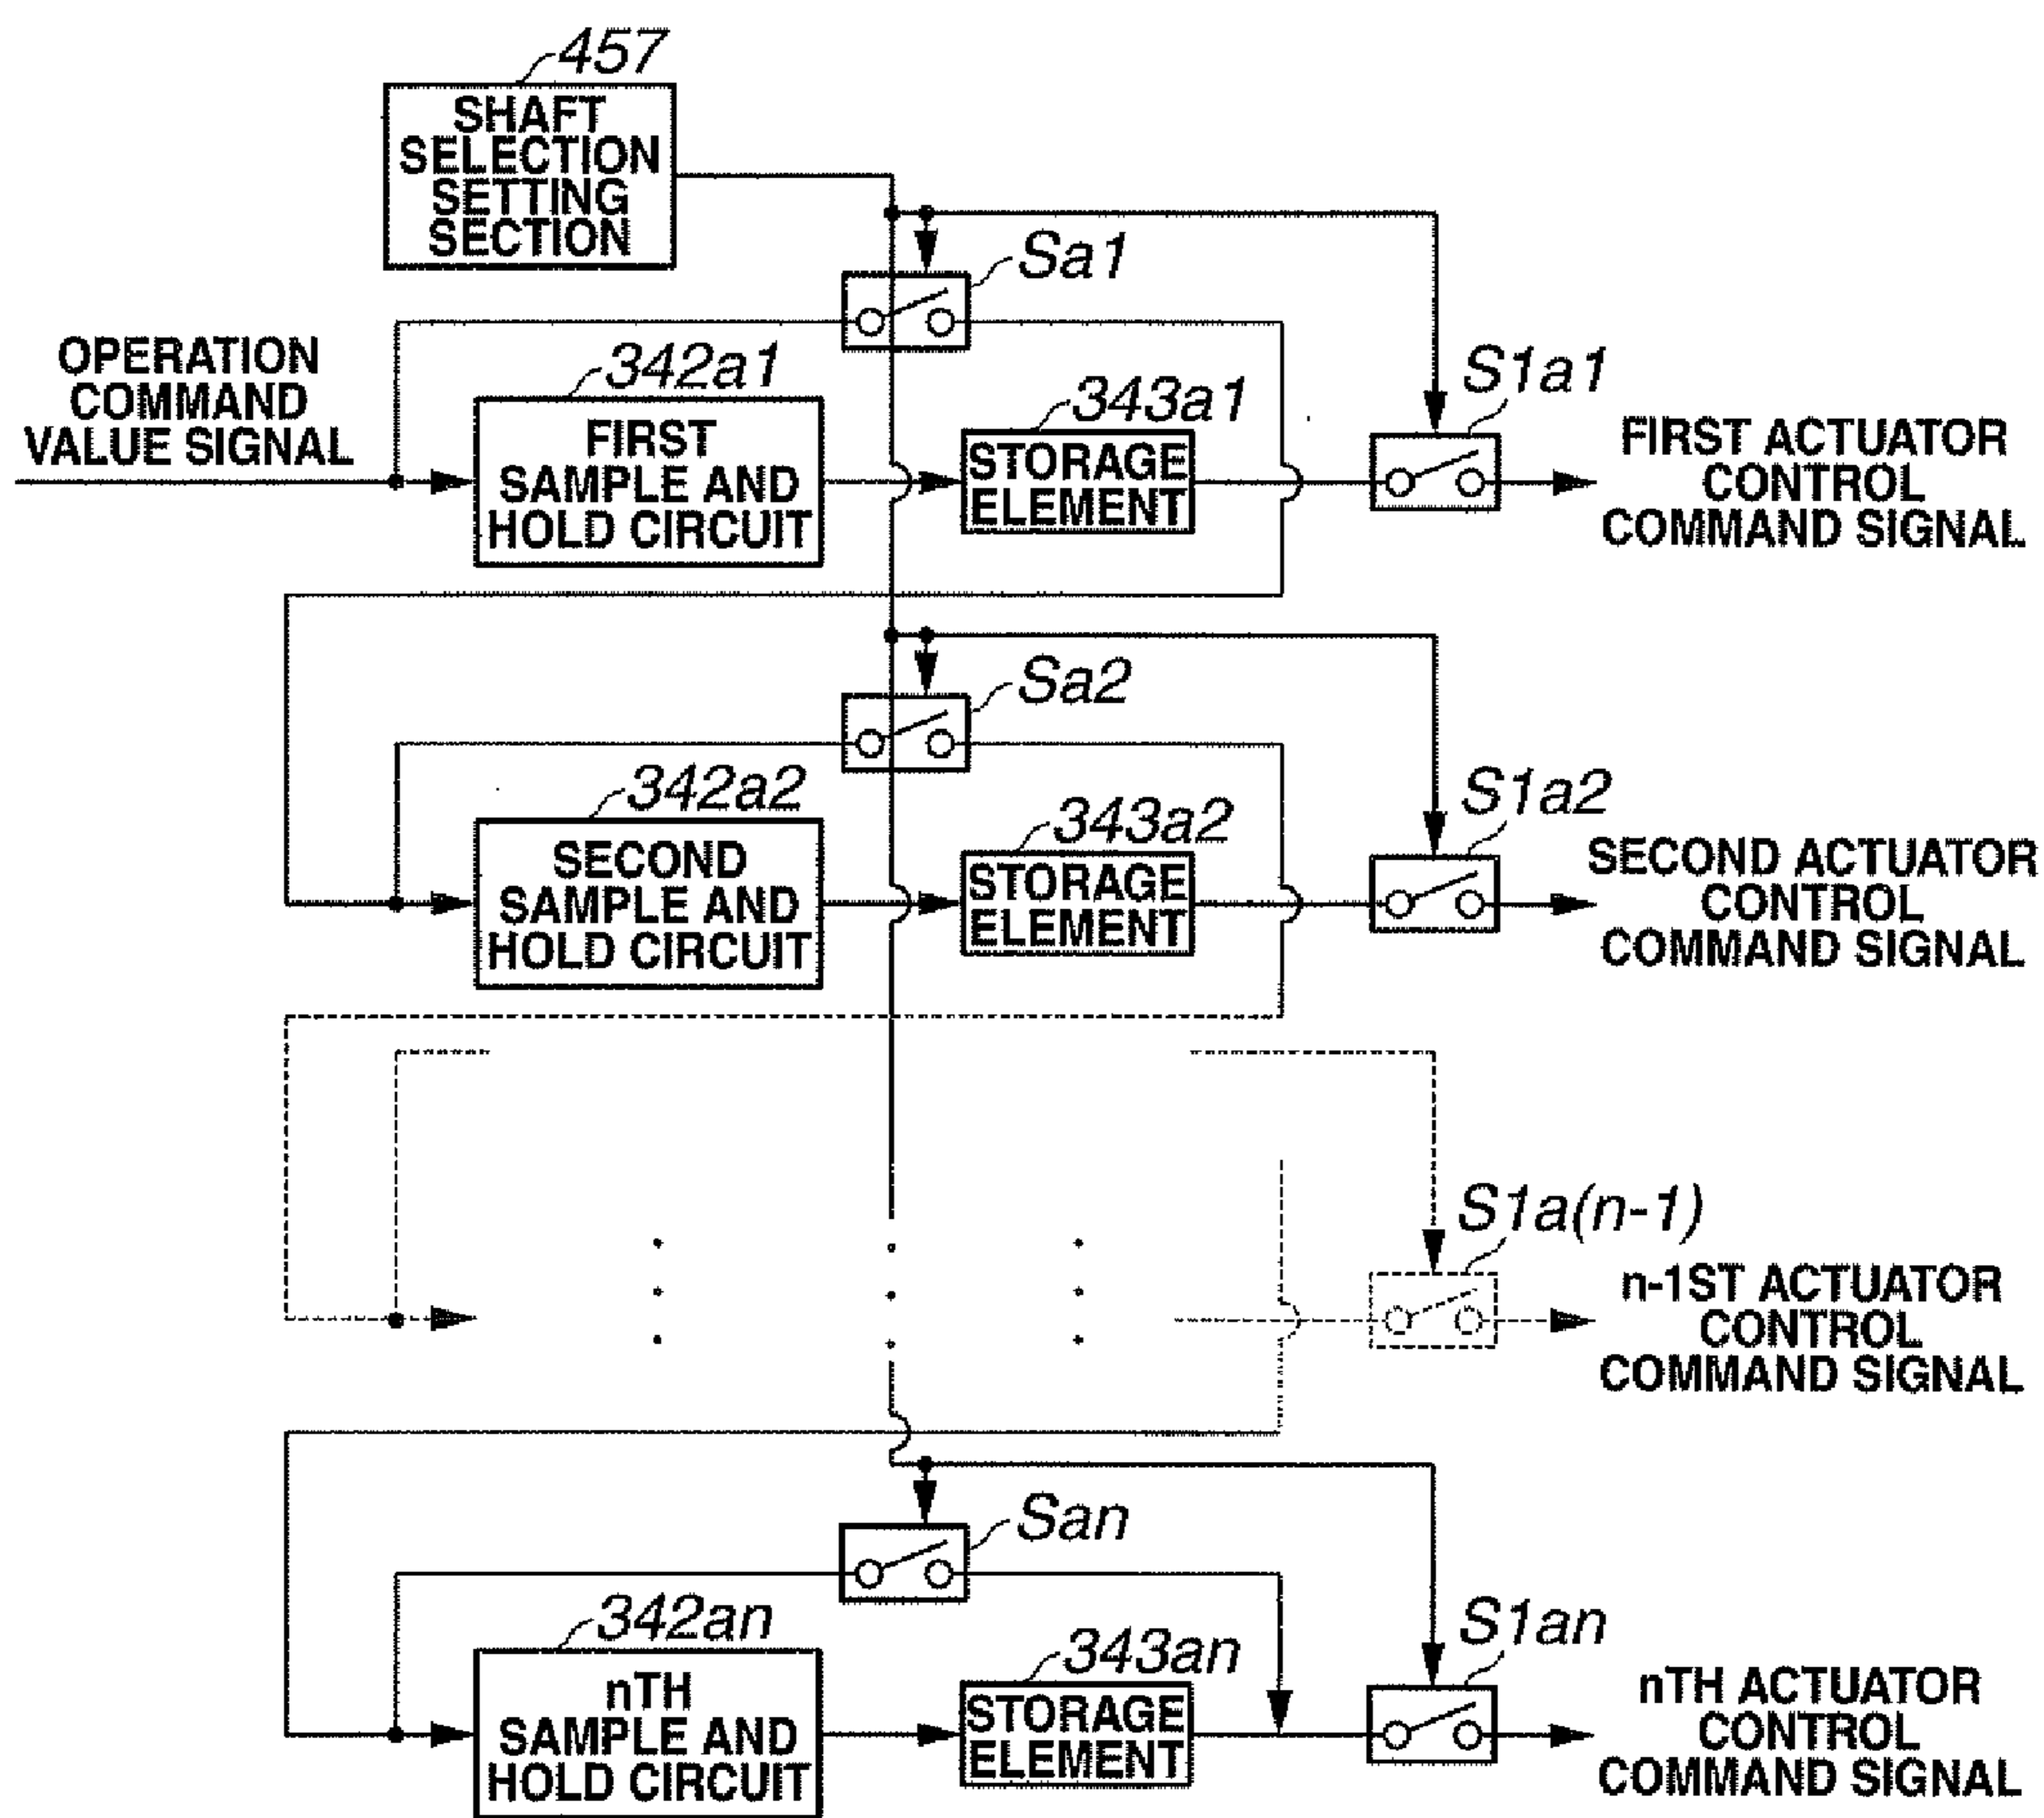 457
SHAFT
SELECTION
SETTING
SECTION
Sa1
OPERATION
COMMAND
VALUE SIGNAL
342a1
FIRST
SAMPLE AND
HOLD CIRCUIT
343a1
STORAGE
ELEMENT
S1a1
FIRST ACTUATOR
CONTROL
COMMAND SIGNAL
Sa2
342a2
SECOND
SAMPLE AND
HOLD CIRCUIT
343a2
STORAGE
ELEMENT
S1a2
SECOND ACTUATOR
CONTROL
COMMAND SIGNAL
S1a(n-1)
n-1ST ACTUATOR
CONTROL
COMMAND SIGNAL
San
342an
nTH
SAMPLE AND
HOLD CIRCUIT
343an
STORAGE
ELEMENT
S1an
nTH ACTUATOR
CONTROL
COMMAND SIGNAL